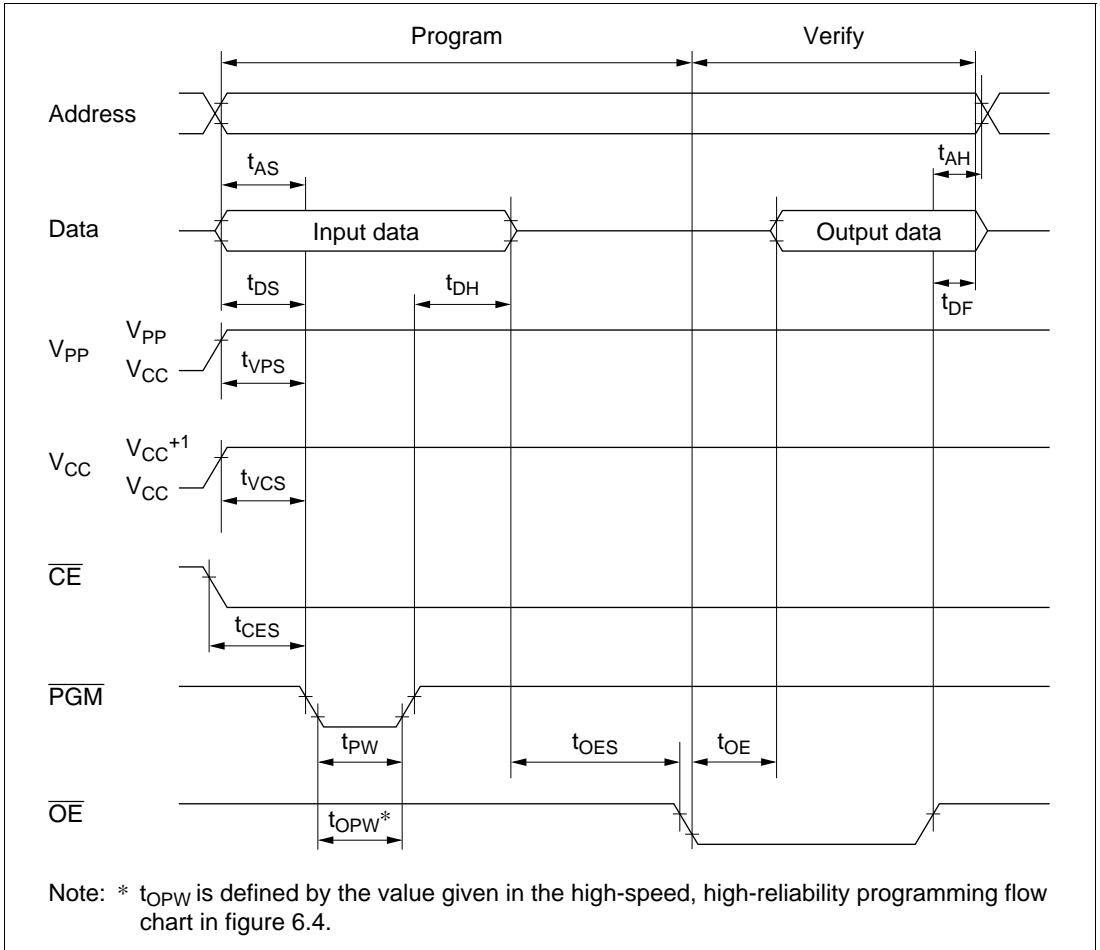 Program Verify
Address
tAS tAH
Data Input data Output data
tDS tDH tDF
VPP VPP
VCC tVPS
VCC VCC+1
VCC tVCS
CE
tCES
PGM
tPW tOES tOE
OE
tOPW*
Note: * tOPW is defined by the value given in the high-speed, high-reliability programming flow
chart in figure 6.4.